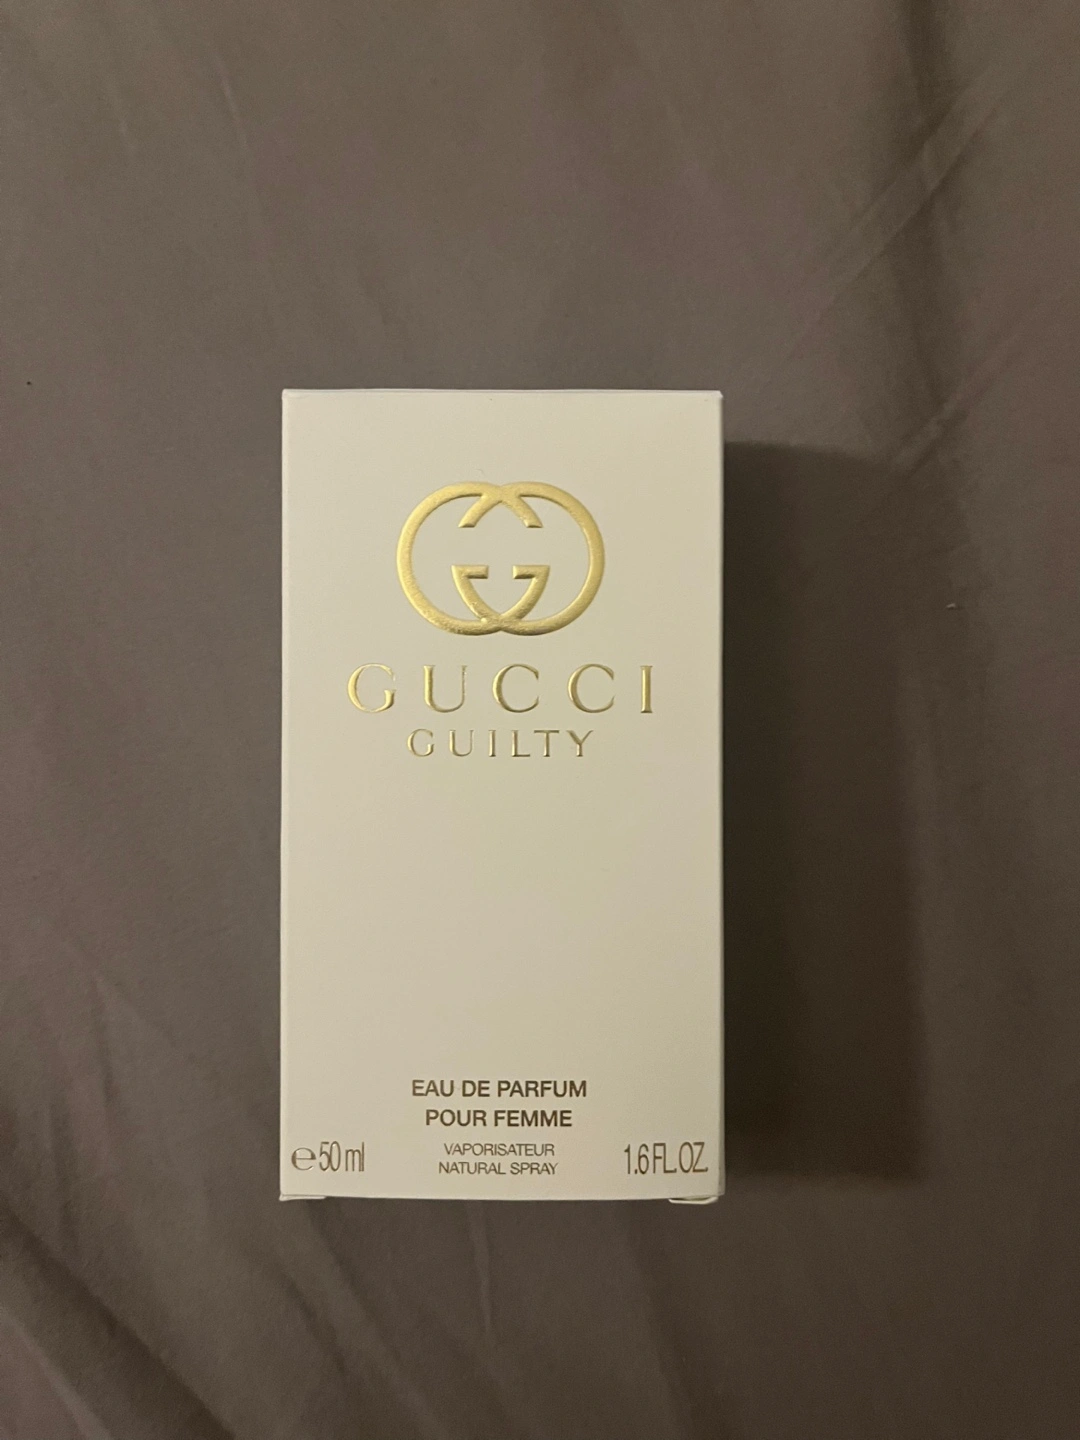 GUCCI
GUILTY
EAU DE PARFUM
POUR FEMME
VAPORISATEUR
NATURAL SPRAY
℮50 ml
1.6 FL.OZ.